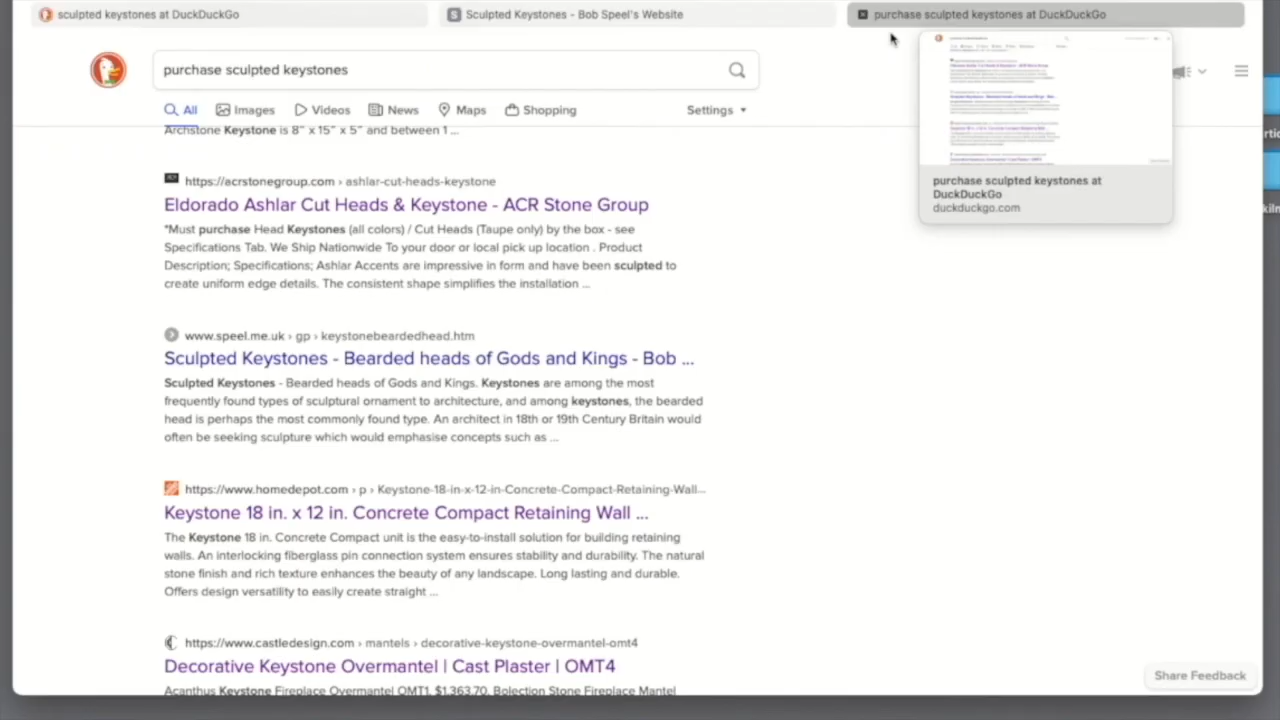 sculpted keystones at DuckDuckGo
Sculpted Keystones - Bob Speel's Website
purchase sculpted keystones at DuckDuckGo
purchase sculpted keystones
All
Images
Videos
News
Maps
Shopping
Settings
purchase sculpted keystones at
DuckDuckGo
duckduckgo.com
Archstone Keystone is 8" x 15" x 5" and between 1 ...
https://acrstonegroup.com › ashlar-cut-heads-keystone
Eldorado Ashlar Cut Heads & Keystone - ACR Stone Group
"Must purchase Head Keystones (all colors) / Cut Heads (Taupe only) by the box - see
Specifications Tab. We Ship Nationwide To your door or local pick up location . Product
Description; Specifications; Ashlar Accents are impressive in form and have been sculpted to
create uniform edge details. The consistent shape simplifies the installation ...
www.speel.me.uk › gp › keystonebeardedhead.htm
Sculpted Keystones - Bearded heads of Gods and Kings - Bob ...
Sculpted Keystones - Bearded heads of Gods and Kings. Keystones are among the most
frequently found types of sculptural ornament to architecture, and among keystones, the bearded
head is perhaps the most commonly found type. An architect in 18th or 19th Century Britain would
often be seeking sculpture which would emphasise concepts such as ...
https://www.homedepot.com › p › Keystone-18-in-x-12-in-Concrete-Compact-Retaining-Wall...
Keystone 18 in. x 12 in. Concrete Compact Retaining Wall ...
The Keystone 18 in. Concrete Compact unit is the easy-to-install solution for building retaining
walls. An interlocking fiberglass pin connection system ensures stability and durability. The natural
stone finish and rich texture enhances the beauty of any landscape. Long lasting and durable.
Offers design versatility to easily create straight ...
https://www.castledesign.com › mantels › decorative-keystone-overmantel-omt4
Decorative Keystone Overmantel | Cast Plaster | OMT4
Acanthus Keystone Fireplace Overmantel OMT1. $1,363.70. Bolection Stone Fireplace Mantel
Share Feedback